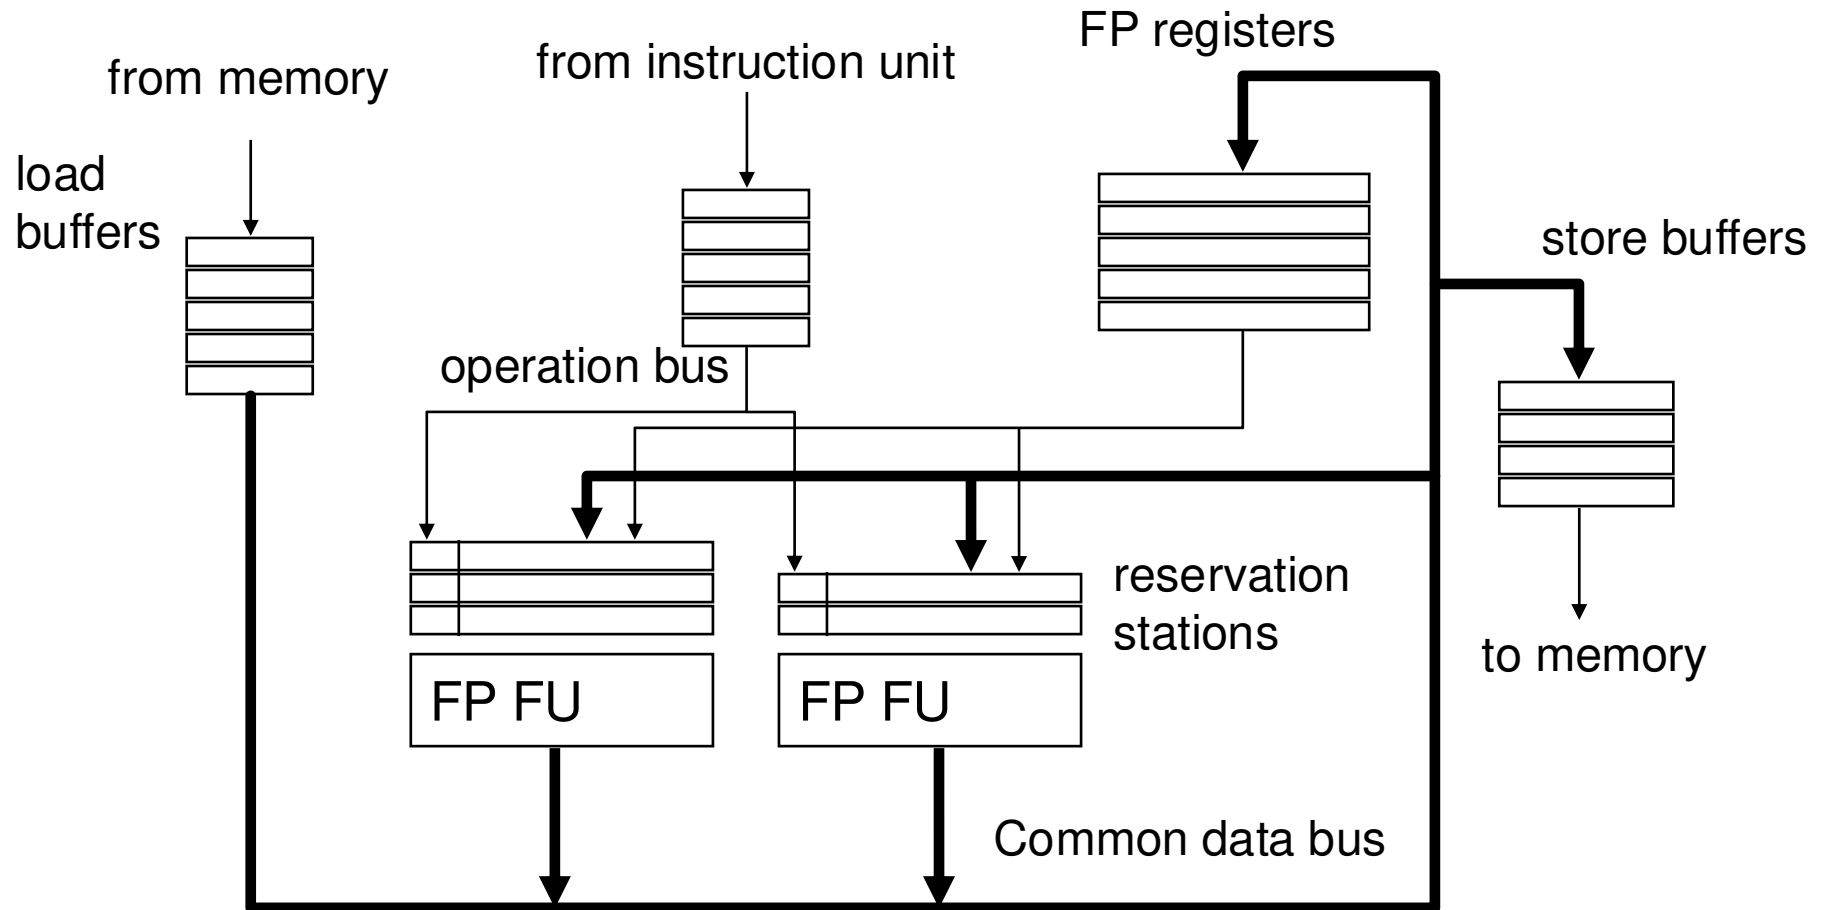 FP registers
from instruction unit
from memory
load
buffers
store buffers
operation bus
reservation
stations
to memory
FP FU
FP FU
Common data bus